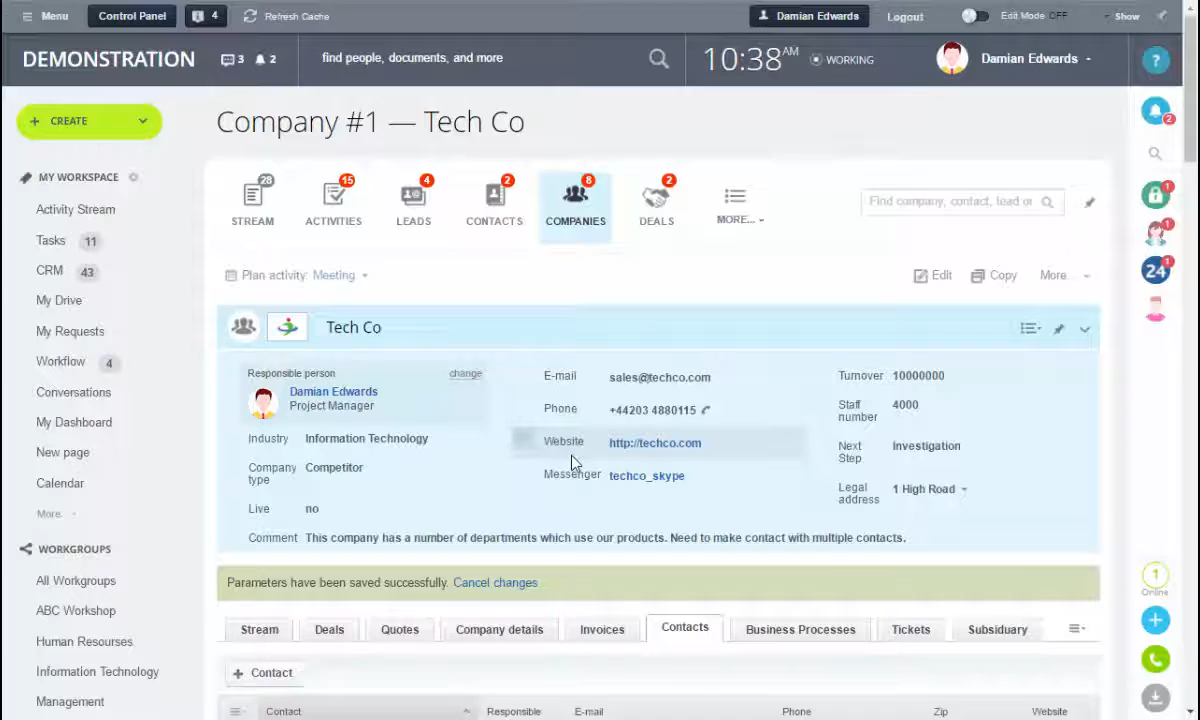 Menu Control Panel 4 Refresh Cache Damian Edwards Logout Edit Mode OFF Show
DEMONSTRATION 3 2 find people, documents, and more 10:38 AM WORKING Damian Edwards ?
CREATE
Company #1 — Tech Co
2
MY WORKSPACE
Activity Stream
Tasks 11
CRM 43
My Drive
My Requests
Workflow 4
Conversations
My Dashboard
New page
Calendar
More
WORKGROUPS
All Workgroups
ABC Workshop
Human Resources
Information Technology
Management
28 15 4 2 8 2
STREAM ACTIVITIES LEADS CONTACTS COMPANIES DEALS MORE...
Find company, contact, lead or
Plan activity: Meeting Edit Copy More
Tech Co
Responsible person change
Damian Edwards
Project Manager
Industry Information Technology
Company type Competitor
Live no
Comment This company has a number of departments which use our products. Need to make contact with multiple contacts.
E-mail sales@techco.com
Phone +44203 4880115
Website http://techco.com
Messenger techco_skype
Turnover 10000000
Staff number 4000
Next Step Investigation
Legal address 1 High Road
Parameters have been saved successfully. Cancel changes
Stream Deals Quotes Company details Invoices Contacts Business Processes Tickets Subsiduary
+ Contact
Contact Responsible E-mail Phone Zip Website
1
1
24 1
1
Online